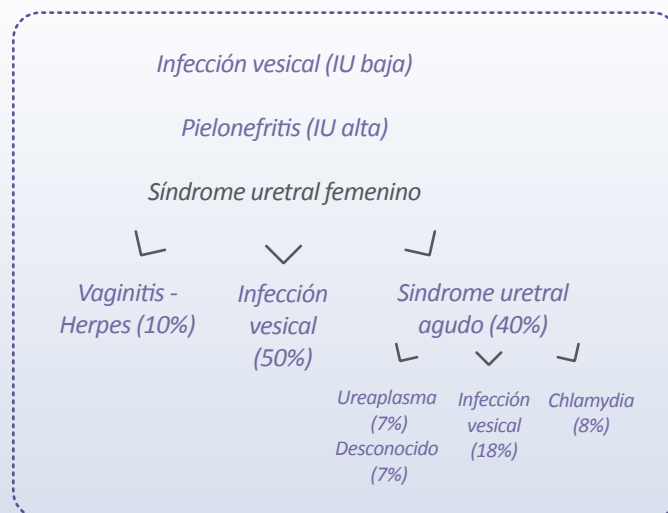 Infección vesical (IU baja)
Pielonefritis (IU alta)
Síndrome uretral femenino
Vaginitis -
Herpes (10%)
Infección
vesical
(50%)
Sindrome uretral
agudo (40%)
Ureaplasma
(7%)
Desconocido
(7%)
Infección
vesical
(18%)
Chlamydia
(8%)